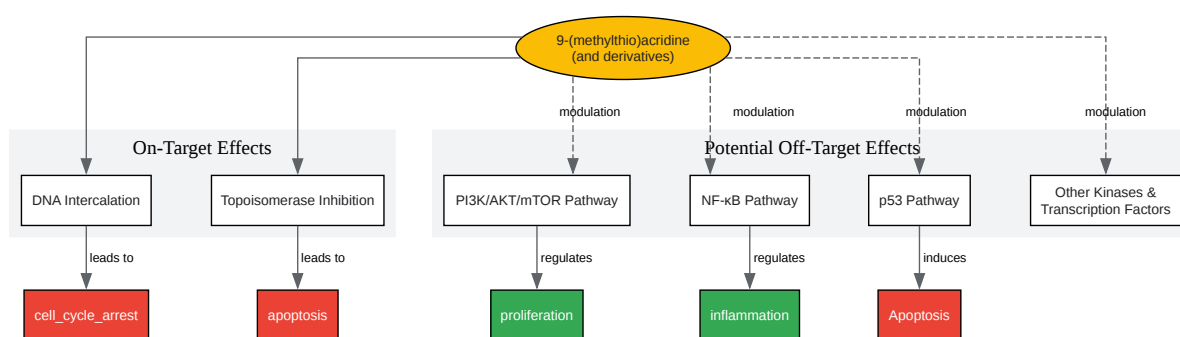 9-(methylthio)acridine
(and derivatives)
modulation
modulation
modulation
modulation
On-Target Effects
Potential Off-Target Effects
DNA Intercalation
Topoisomerase Inhibition
PI3K/AKT/mTOR Pathway
NF-κB Pathway
p53 Pathway
Other Kinases &
Transcription Factors
leads to
leads to
regulates
regulates
induces
cell_cycle_arrest
apoptosis
proliferation
inflammation
Apoptosis